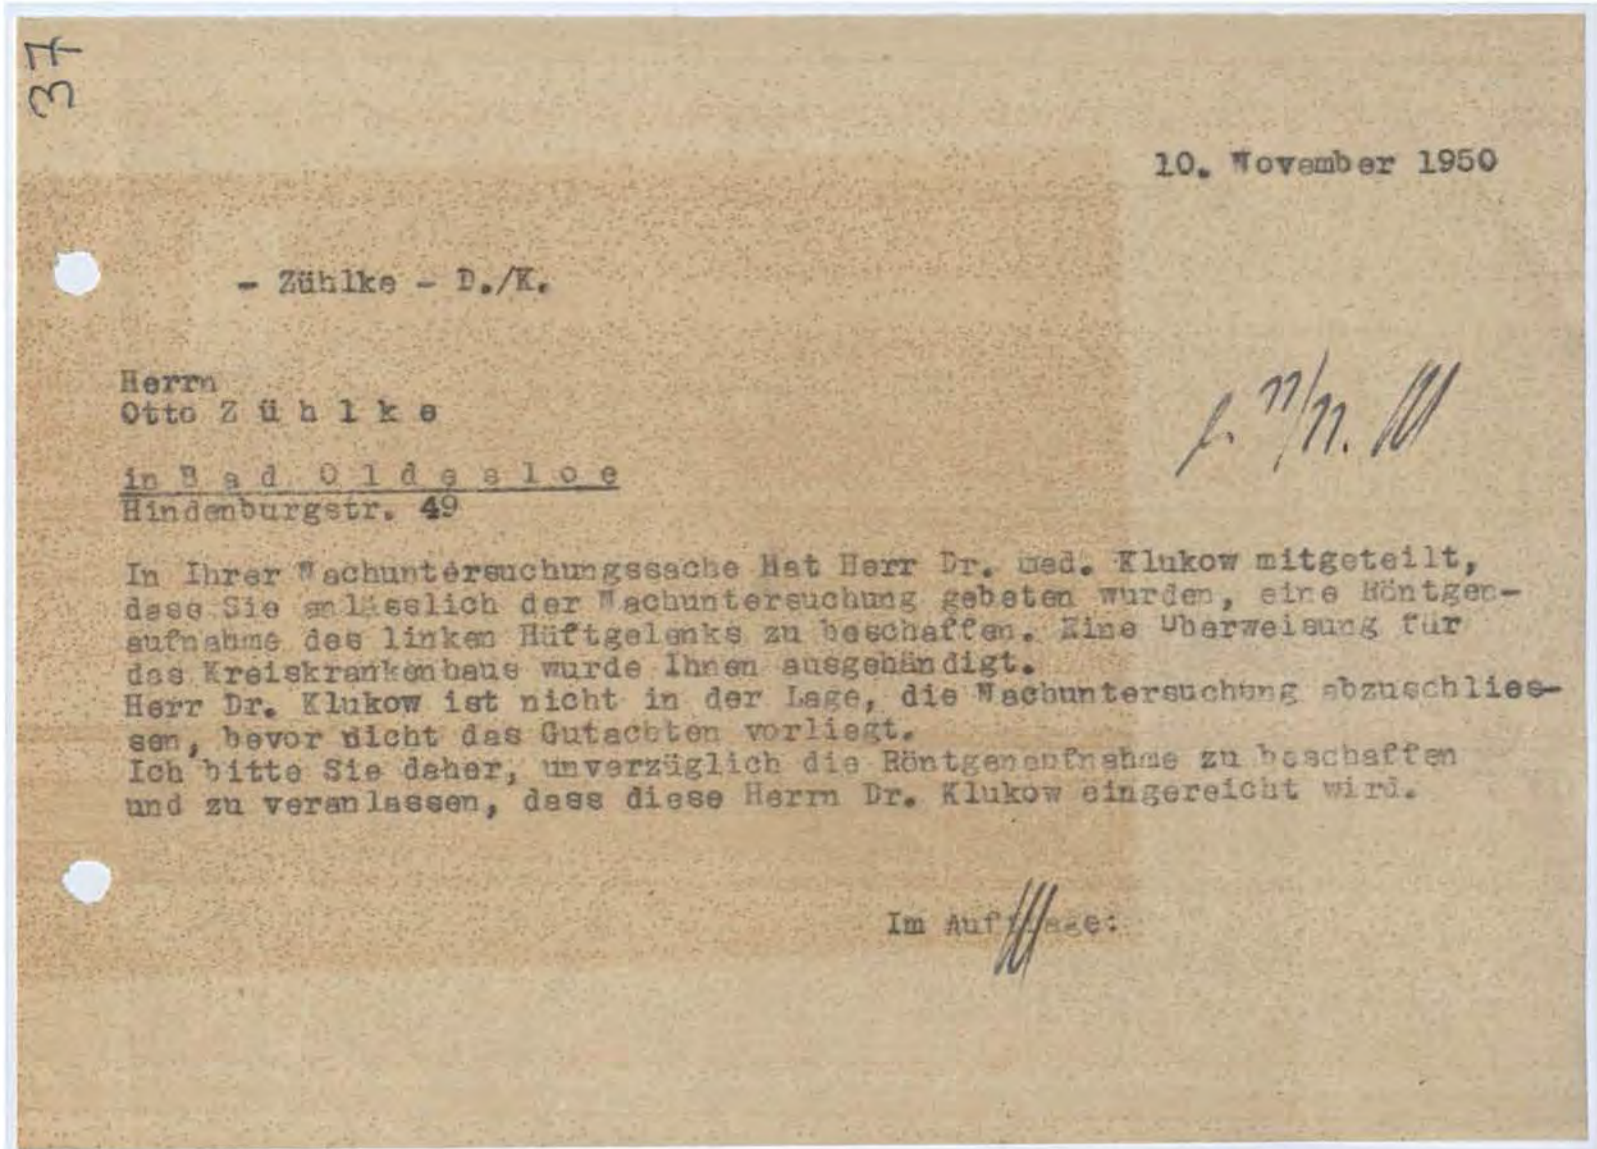 37
10. November 1950
- Zühlke - D./K.
Herrn
Otto Z ü h l k e
in B a d O l d e s l o e
Hindenburgstr. 49
In Ihrer Nachuntersuchungssache hat Herr Dr. med. Klukow mitgeteilt,
dass Sie anlässlich der Nachuntersuchung gebeten wurden, eine Röntgen-
aufnahme des linken Hüftgelenks zu beschaffen. Eine Überweisung für
das Kreiskrankenhaus wurde Ihnen ausgehändigt.
Herr Dr. Klukow ist nicht in der Lage, die Nachuntersuchung abzuschlies-
sen, bevor nicht das Gutachten vorliegt.
Ich bitte Sie daher, unverzüglich die Röntgenaufnahme zu beschaffen
und zu veranlassen, dass diese Herrn Dr. Klukow eingereicht wird.
Im Auftrage: